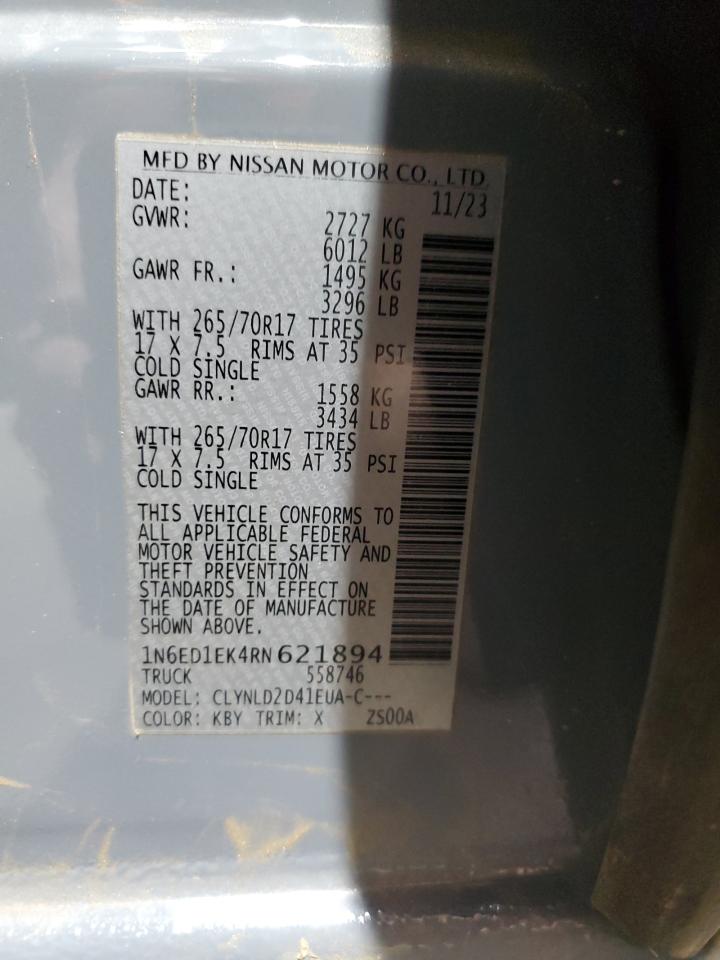 MFD BY NISSAN MOTOR CO., LTD.
DATE: 11/23
GVWR: 2727 KG
6012 LB
GAWR FR.: 1495 KG
3296 LB
WITH 265/70R17 TIRES
17 X 7.5 RIMS AT 35 PSI
COLD SINGLE
GAWR RR.: 1558 KG
3434 LB
WITH 265/70R17 TIRES
17 X 7.5 RIMS AT 35 PSI
COLD SINGLE
THIS VEHICLE CONFORMS TO
ALL APPLICABLE FEDERAL
MOTOR VEHICLE SAFETY AND
THEFT PREVENTION
STANDARDS IN EFFECT ON
THE DATE OF MANUFACTURE
SHOWN ABOVE.
1N6ED1EK4RN621894
TRUCK 558746
MODEL: CLYNLD2D41EUA-C---
COLOR: KBY TRIM: X ZS00A